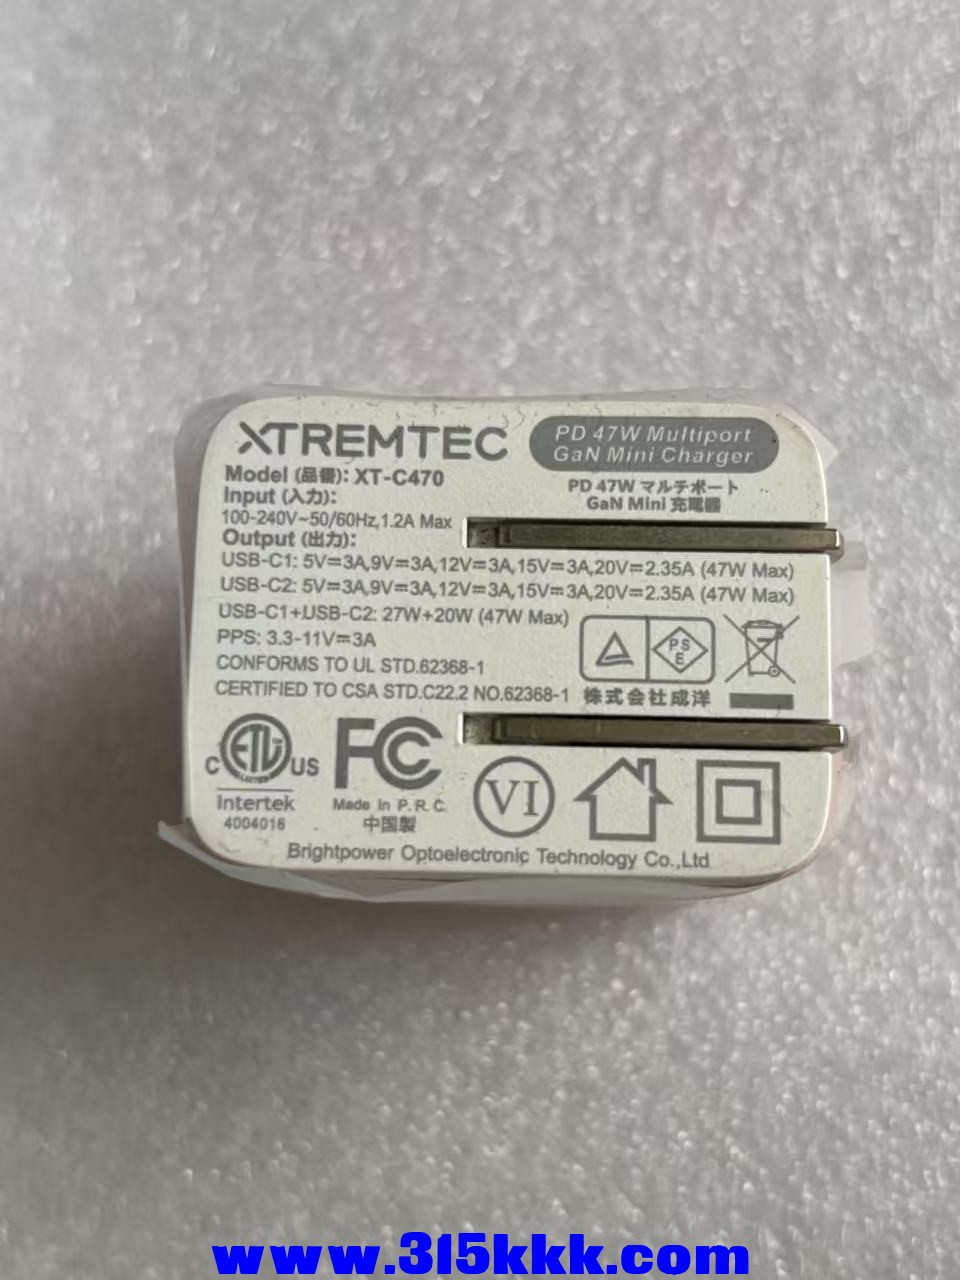 XTREMTEC
PD 47W Multiport
GaN Mini Charger
Model (品番): XT-C470
PD 47W マルチポート
GaN Mini 充電器
Input (入力):
100-240V~50/60Hz,1.2A Max
Output (出力):
USB-C1: 5V=3A,9V=3A,12V=3A,15V=3A,20V=2.35A (47W Max)
USB-C2: 5V=3A,9V=3A,12V=3A,15V=3A,20V=2.35A (47W Max)
USB-C1+USB-C2: 27W+20W (47W Max)
PPS: 3.3-11V=3A
CONFORMS TO UL STD.62368-1
CERTIFIED TO CSA STD.C22.2 NO.62368-1
PS
E
株式会社成洋
C ETL US
LISTED
Intertek
4004016
FC
Made In P.R.C.
中国製
VI
Brightpower Optoelectronic Technology Co.,Ltd
www.315kkk.com